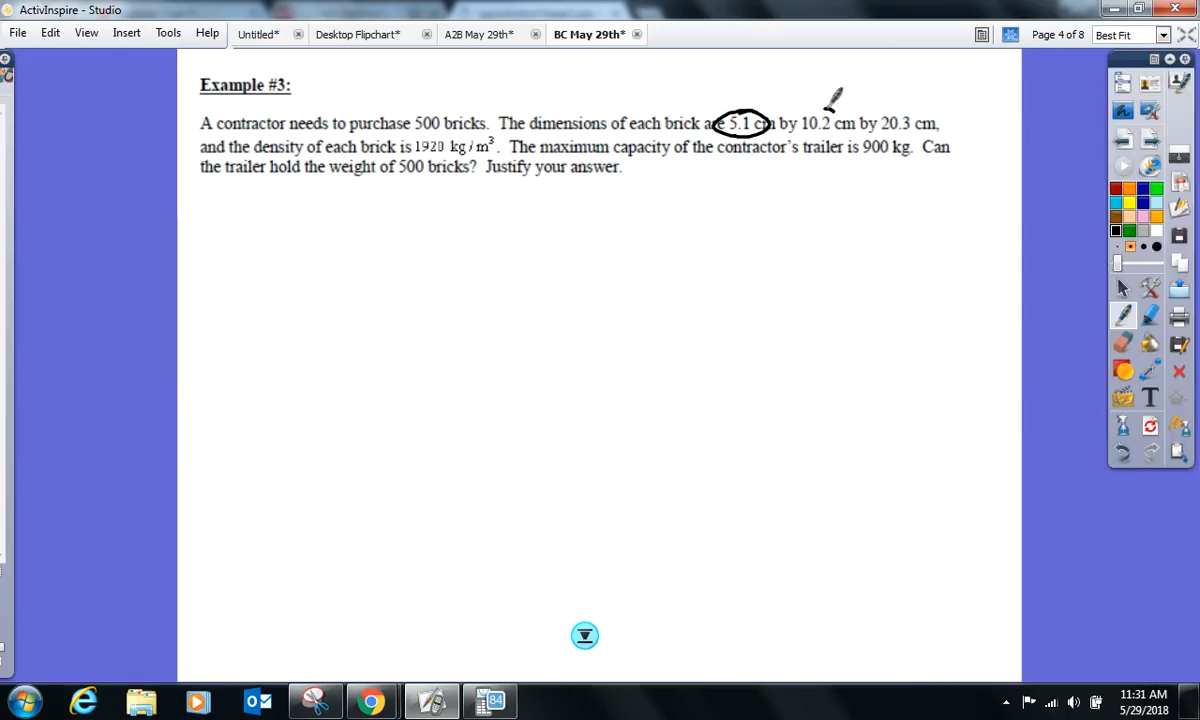 ActivInspire - Studio
File Edit View Insert Tools Help Untitled* Desktop Flipchart* A2B May 29th* BC May 29th* Page 4 of 8 Best Fit
Example #3:
A contractor needs to purchase 500 bricks. The dimensions of each brick are 5.1 cm by 10.2 cm by 20.3 cm,
and the density of each brick is 1920 kg/m³. The maximum capacity of the contractor's trailer is 900 kg. Can
the trailer hold the weight of 500 bricks? Justify your answer.
84
11:31 AM
5/29/2018